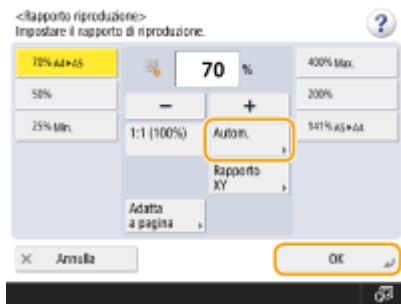 <Rapporto riproduzione>
Impostare il rapporto di riproduzione.
?
70% A4▸A5
70 %
400% Max.
50%
−
+
200%
25% Min.
1:1 (100%)
Autom.
141% A5▸A4
Rapporto
XY
Adatta
a pagina
× Annulla
OK